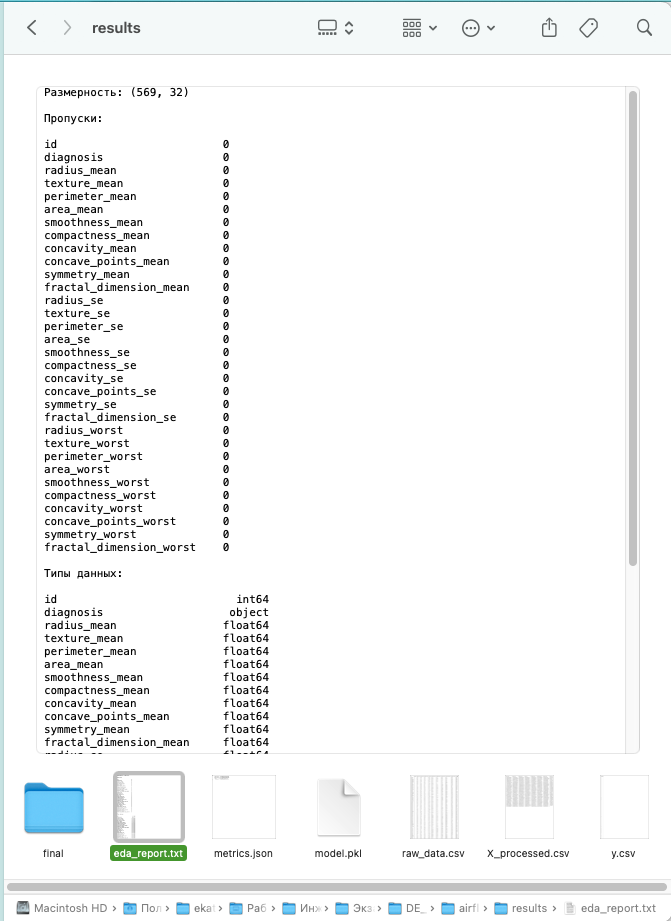 results
Размерность: (569, 32)
Пропуски:
id 0
diagnosis 0
radius_mean 0
texture_mean 0
perimeter_mean 0
area_mean 0
smoothness_mean 0
compactness_mean 0
concavity_mean 0
concave_points_mean 0
symmetry_mean 0
fractal_dimension_mean 0
radius_se 0
texture_se 0
perimeter_se 0
area_se 0
smoothness_se 0
compactness_se 0
concavity_se 0
concave_points_se 0
symmetry_se 0
fractal_dimension_se 0
radius_worst 0
texture_worst 0
perimeter_worst 0
area_worst 0
smoothness_worst 0
compactness_worst 0
concavity_worst 0
concave_points_worst 0
symmetry_worst 0
fractal_dimension_worst 0
Типы данных:
id int64
diagnosis object
radius_mean float64
texture_mean float64
perimeter_mean float64
area_mean float64
smoothness_mean float64
compactness_mean float64
concavity_mean float64
concave_points_mean float64
symmetry_mean float64
fractal_dimension_mean float64
final eda_report.txt metrics.json model.pkl raw_data.csv X_processed.csv y.csv
Macintosh HD › Пол › ekat › Раб › Инж › Экз › DE_ › airfl › results › eda_report.txt